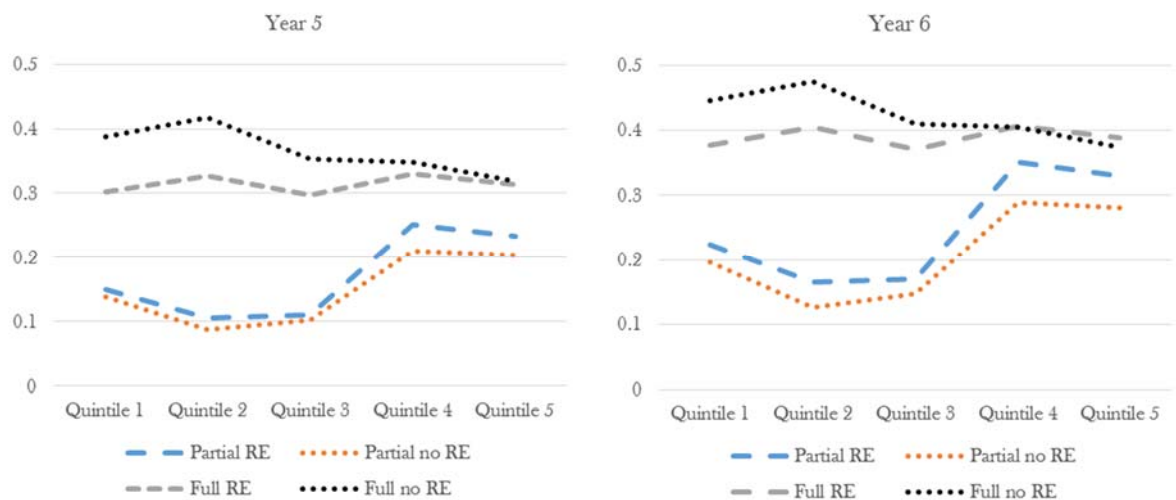 Year 5
0.5
0.4
0.3
0.2
0.1
0
Quintile 1 Quintile 2 Quintile 3 Quintile 4 Quintile 5
Partial RE Partial no RE
Full RE Full no RE
Year 6
0.5
0.4
0.3
0.2
0.1
0
Quintile 1 Quintile 2 Quintile 3 Quintile 4 Quintile 5
Partial RE Partial no RE
Full RE Full no RE